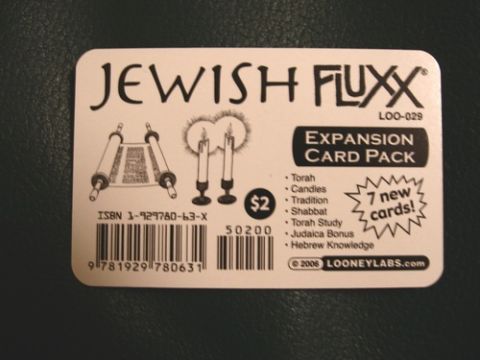 JEWISH FLUXX®
LOO-029
EXPANSION
CARD PACK
• Torah
• Candles
• Tradition
• Shabbat
• Torah Study
• Judaica Bonus
• Hebrew Knowledge
7 new
cards!
$2
ISBN 1-929780-63-X
50200
9 781929 780631
© 2006 LOONEYLABS.com